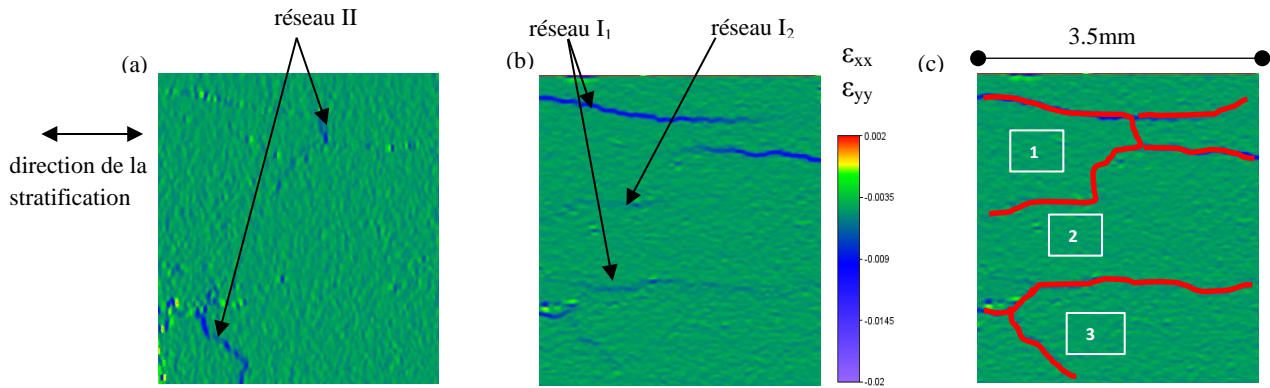 réseau II
(a)
direction de la
stratification
réseau I₁
réseau I₂
(b)
εxx
εyy
0.002
-0.0035
-0.009
-0.0145
-0.02
3.5mm
(c)
1
2
3